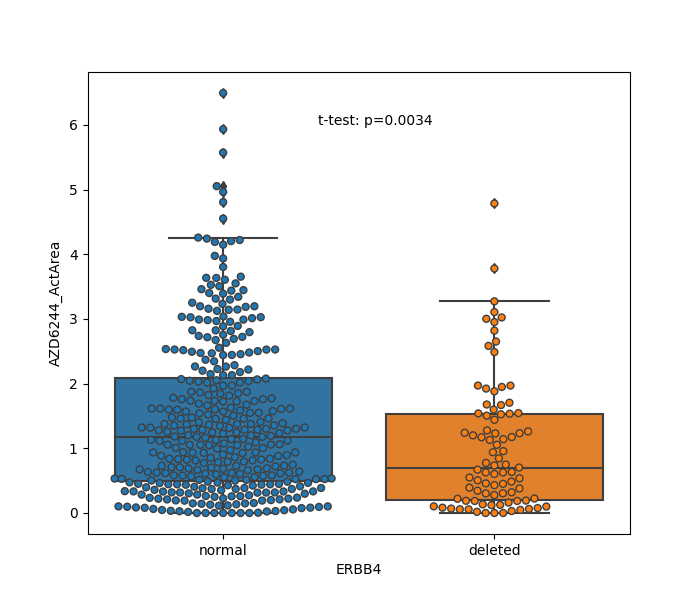 t-test: p=0.0034
6
5
4
3
2
1
0
AZD6244_ActArea
normal
deleted
ERBB4